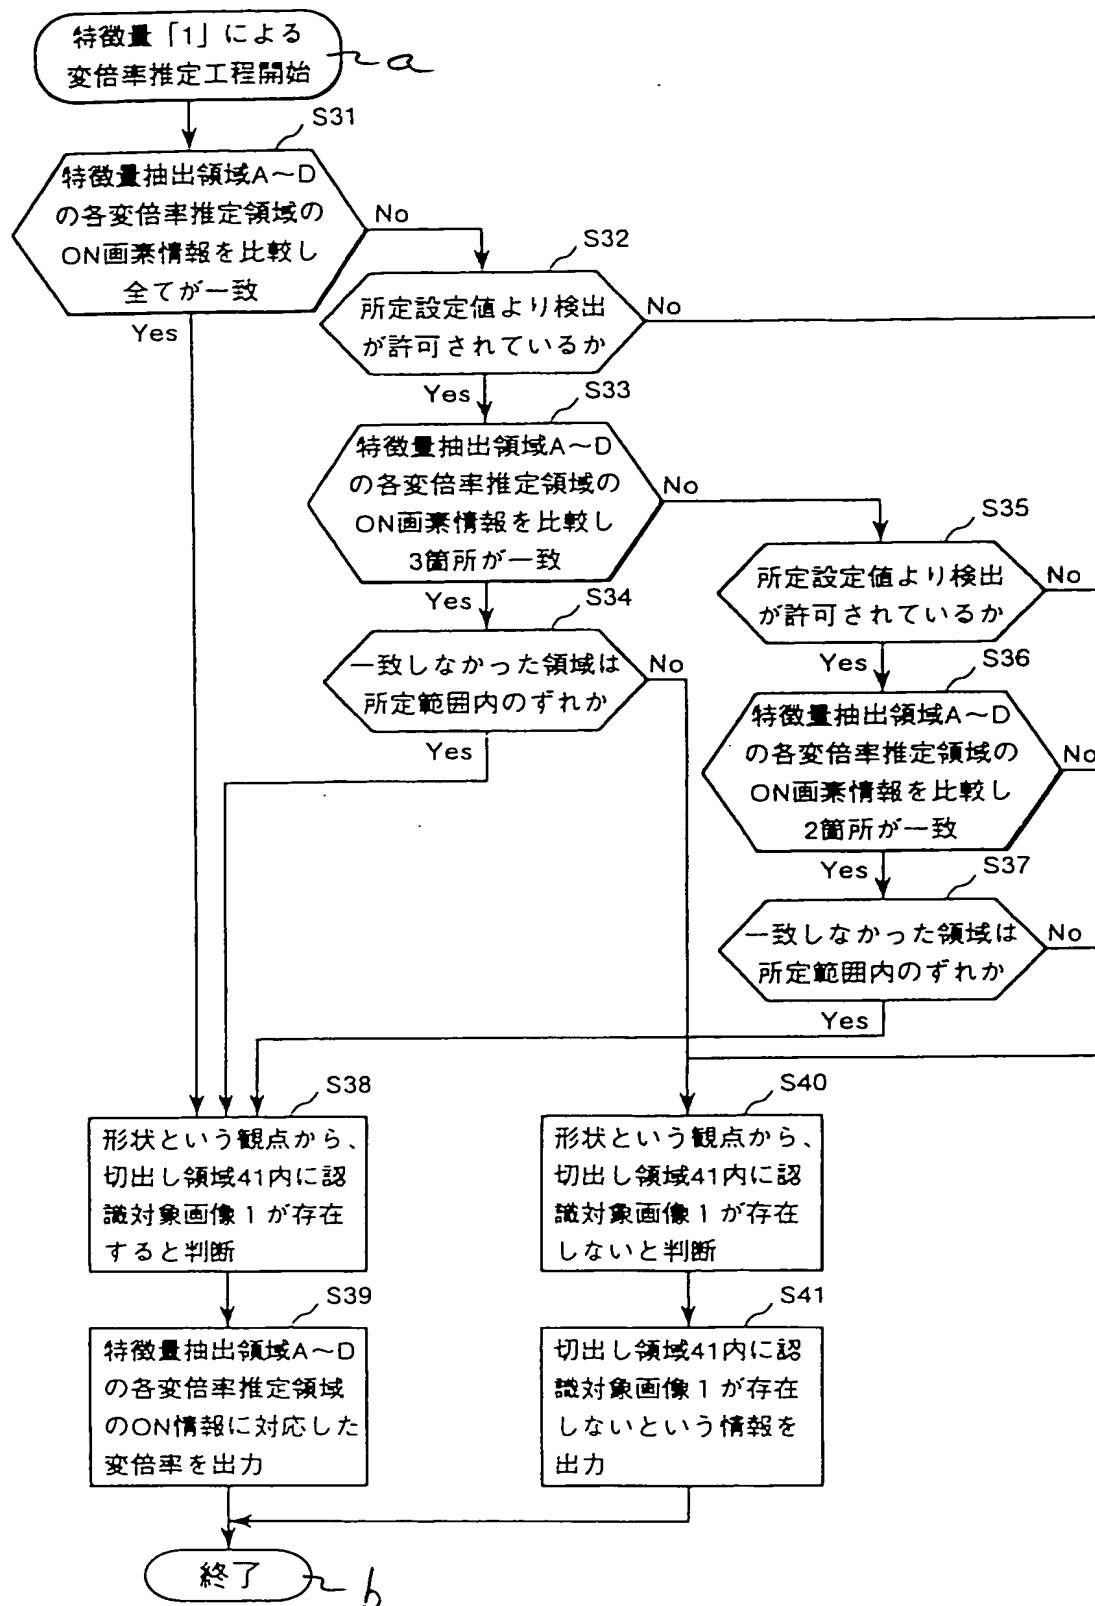 特徴量「1」による
変倍率推定工程開始
a
S31
特徴量抽出領域A～D
の各変倍率推定領域の
ON画素情報を比較し
全てが一致
No
Yes
S32
所定設定値より検出
が許可されているか
No
Yes
S33
特徴量抽出領域A～D
の各変倍率推定領域の
ON画素情報を比較し
3箇所が一致
No
Yes
S34
一致しなかった領域は
所定範囲内のずれか
No
Yes
S35
所定設定値より検出
が許可されているか
No
Yes
S36
特徴量抽出領域A～D
の各変倍率推定領域の
ON画素情報を比較し
2箇所が一致
No
Yes
S37
一致しなかった領域は
所定範囲内のずれか
No
Yes
S38
形状という観点から、
切出し領域41内に認
識対象画像1が存在
すると判断
S39
特徴量抽出領域A～D
の各変倍率推定領域
のON情報に対応した
変倍率を出力
S40
形状という観点から、
切出し領域41内に認
識対象画像1が存在
しないと判断
S41
切出し領域41内に認
識対象画像1が存在
しないという情報を
出力
終了
b